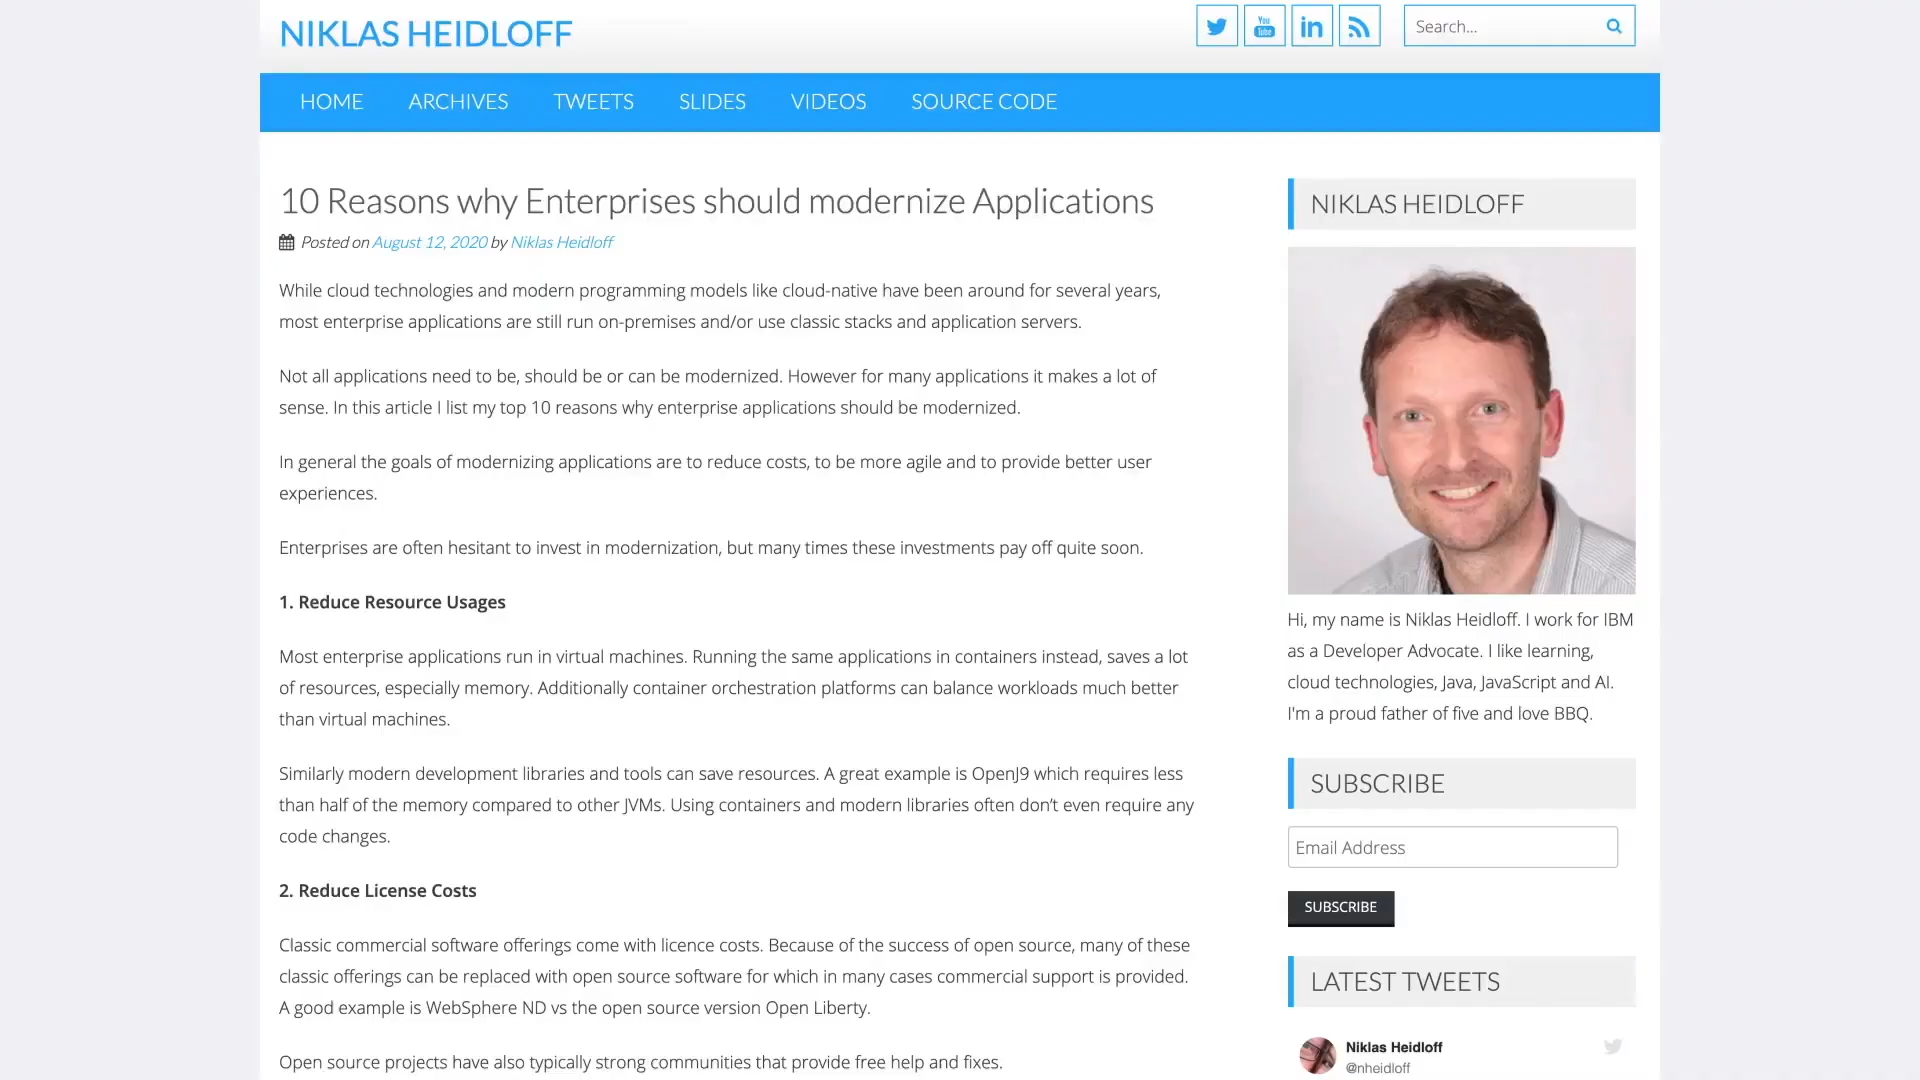 NIKLAS HEIDLOFF
You
Tube
in
Search...
HOME ARCHIVES TWEETS SLIDES VIDEOS SOURCE CODE
10 Reasons why Enterprises should modernize Applications
Posted on August 12, 2020 by Niklas Heidloff
While cloud technologies and modern programming models like cloud-native have been around for several years,
most enterprise applications are still run on-premises and/or use classic stacks and application servers.
Not all applications need to be, should be or can be modernized. However for many applications it makes a lot of
sense. In this article I list my top 10 reasons why enterprise applications should be modernized.
In general the goals of modernizing applications are to reduce costs, to be more agile and to provide better user
experiences.
Enterprises are often hesitant to invest in modernization, but many times these investments pay off quite soon.
1. Reduce Resource Usages
Most enterprise applications run in virtual machines. Running the same applications in containers instead, saves a lot
of resources, especially memory. Additionally container orchestration platforms can balance workloads much better
than virtual machines.
Similarly modern development libraries and tools can save resources. A great example is OpenJ9 which requires less
than half of the memory compared to other JVMs. Using containers and modern libraries often don’t even require any
code changes.
2. Reduce License Costs
Classic commercial software offerings come with licence costs. Because of the success of open source, many of these
classic offerings can be replaced with open source software for which in many cases commercial support is provided.
A good example is WebSphere ND vs the open source version Open Liberty.
Open source projects have also typically strong communities that provide free help and fixes.
NIKLAS HEIDLOFF
Hi, my name is Niklas Heidloff. I work for IBM
as a Developer Advocate. I like learning,
cloud technologies, Java, JavaScript and AI.
I'm a proud father of five and love BBQ.
SUBSCRIBE
Email Address
SUBSCRIBE
LATEST TWEETS
Niklas Heidloff
@nheidloff